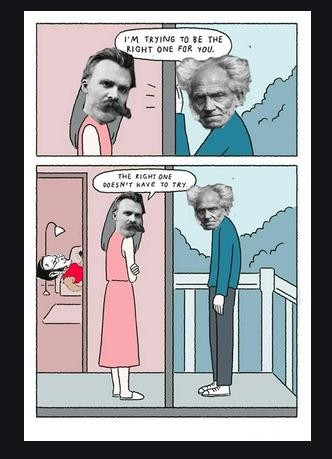 I'M TRYING TO BE THE
RIGHT ONE FOR YOU.
THE RIGHT ONE
DOESN'T HAVE TO TRY.